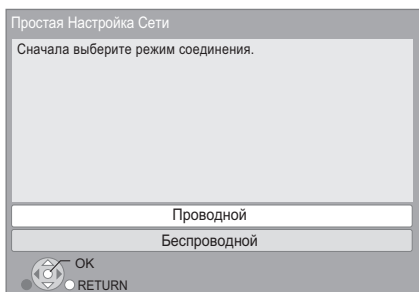 Простая Настройка Сети
Сначала выберите режим соединения.
Проводной
Беспроводной
OK
RETURN